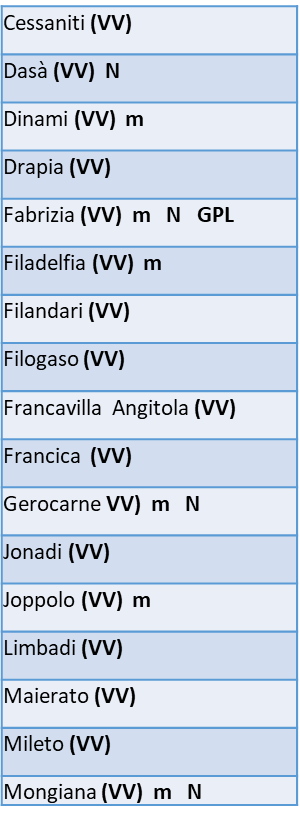 Cessaniti (VV)
Dasà (VV) N
Dinami (VV) m
Drapia (VV)
Fabrizia (VV) m N GPL
Filadelfia (VV) m
Filandari (VV)
Filogaso (VV)
Francavilla Angitola (VV)
Francica (VV)
Gerocarne VV) m N
Jonadi (VV)
Joppolo (VV) m
Limbadi (VV)
Maierato (VV)
Mileto (VV)
Mongiana (VV) m N